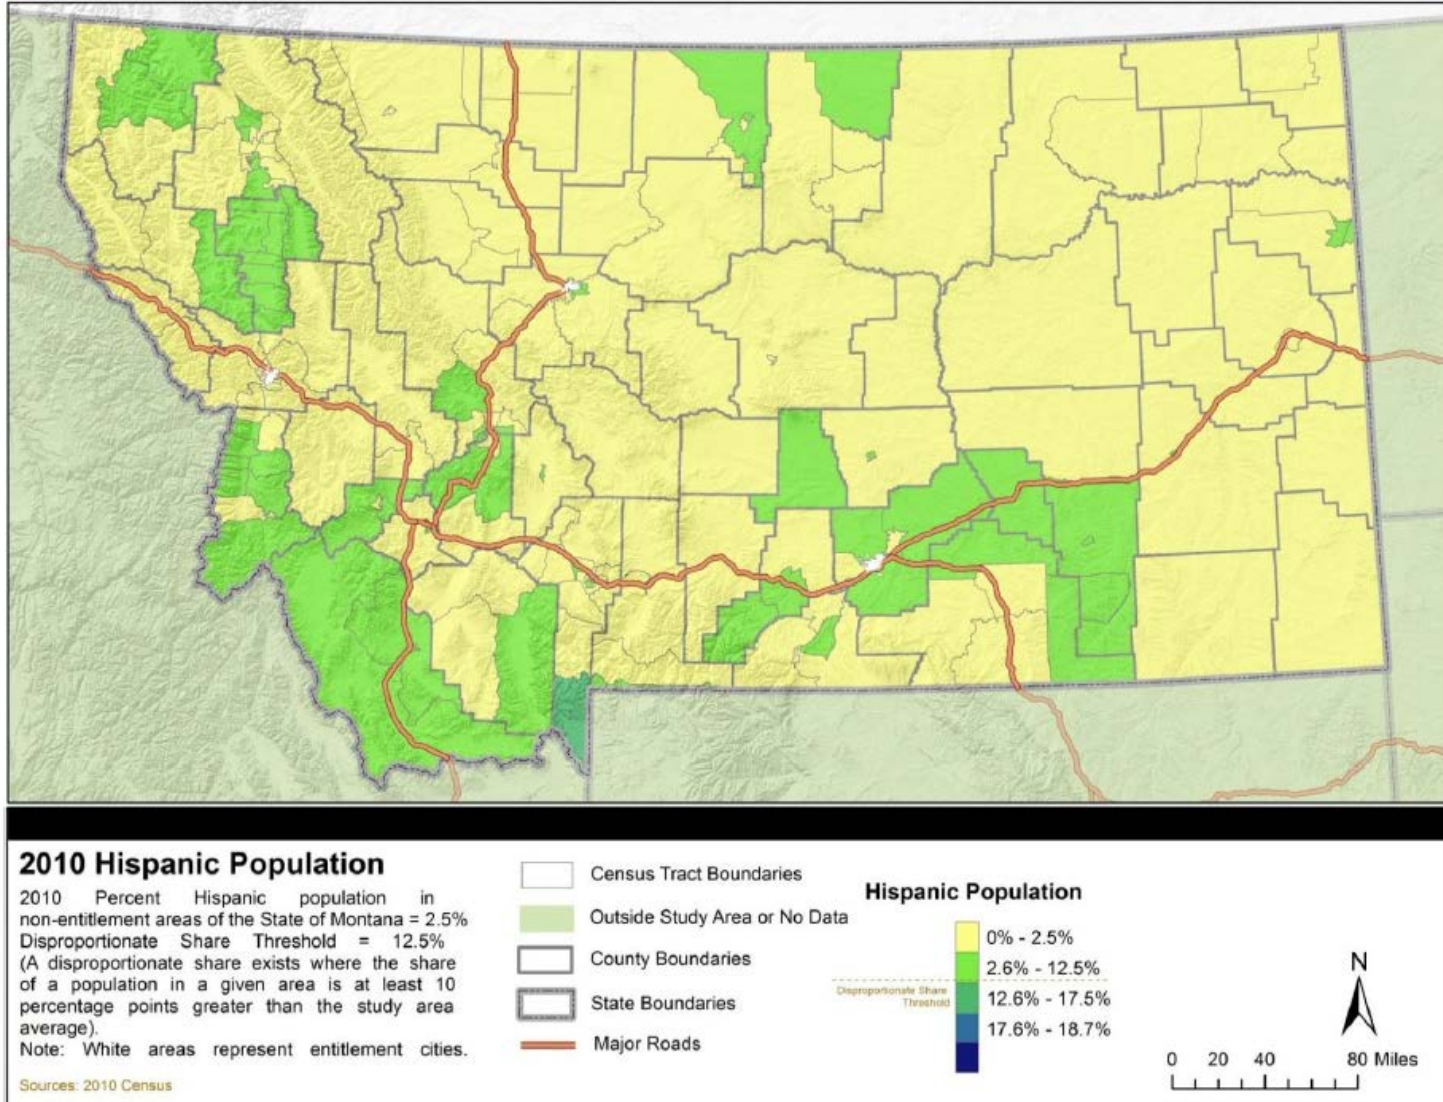 2010 Hispanic Population
2010 Percent Hispanic population in
non-entitlement areas of the State of Montana = 2.5%
Disproportionate Share Threshold = 12.5%
(A disproportionate share exists where the share
of a population in a given area is at least 10
percentage points greater than the study area
average).
Note: White areas represent entitlement cities.
Sources: 2010 Census
Census Tract Boundaries
Outside Study Area or No Data
County Boundaries
State Boundaries
Major Roads
Hispanic Population
0% - 2.5%
2.6% - 12.5%
Disproportionate Share
Threshold
12.6% - 17.5%
17.6% - 18.7%
N
0 20 40 80 Miles